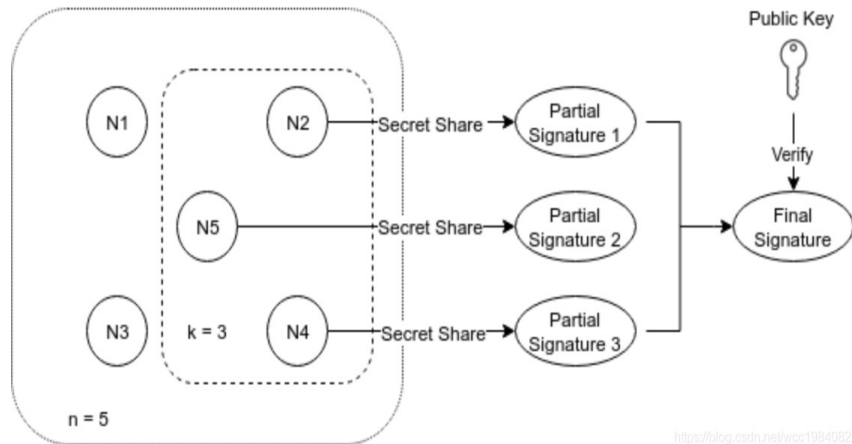 Public Key
N1
N2
Secret Share
Partial
Signature 1
Verify
N5
Secret Share
Partial
Signature 2
Final
Signature
N3
k = 3
N4
Secret Share
Partial
Signature 3
n = 5
https://blog.csdn.net/wcc1984082